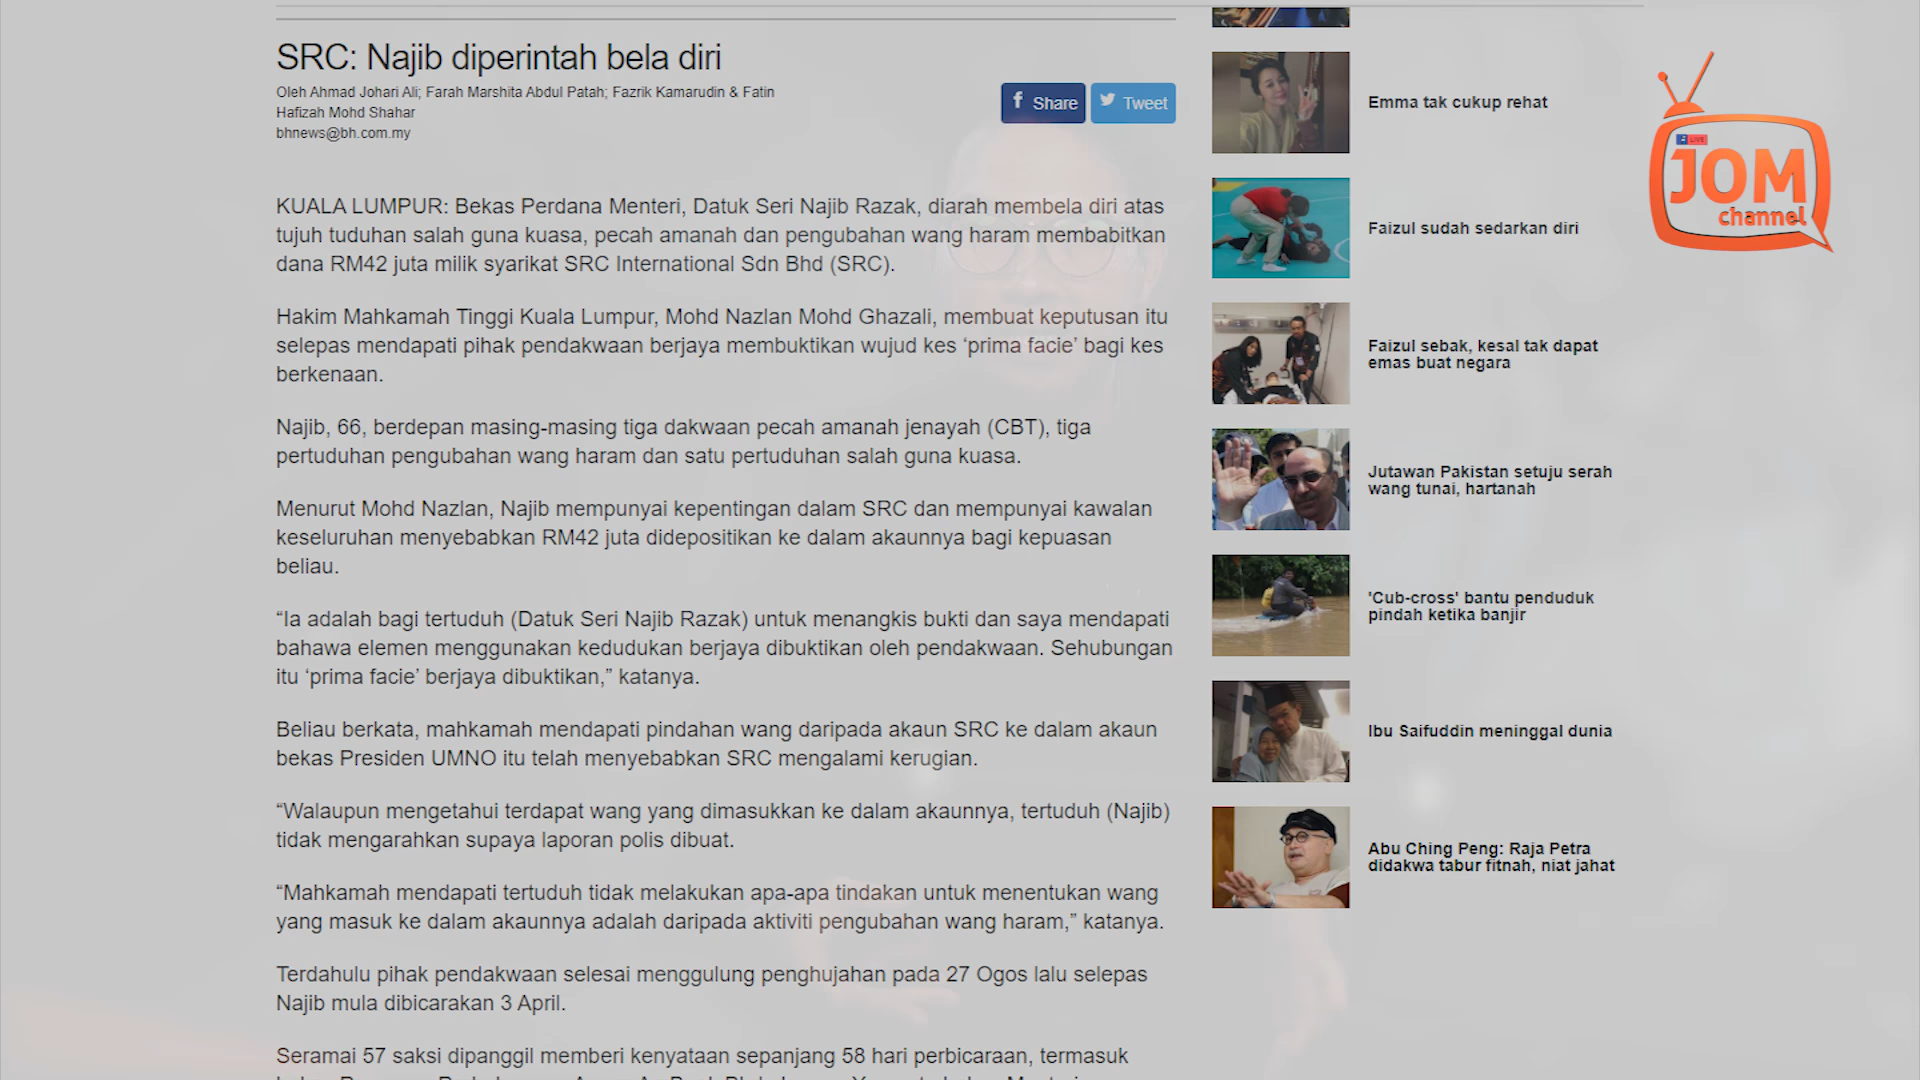 SRC: Najib diperintah bela diri
Oleh Ahmad Johari Ali; Farah Marshita Abdul Patah; Fazrik Kamarudin & Fatin
Hafizah Mohd Shahar
bhnews@bh.com.my
Share
Tweet
KUALA LUMPUR: Bekas Perdana Menteri, Datuk Seri Najib Razak, diarah membela diri atas
tujuh tuduhan salah guna kuasa, pecah amanah dan pengubahan wang haram membabitkan
dana RM42 juta milik syarikat SRC International Sdn Bhd (SRC).
Hakim Mahkamah Tinggi Kuala Lumpur, Mohd Nazlan Mohd Ghazali, membuat keputusan itu
selepas mendapati pihak pendakwaan berjaya membuktikan wujud kes ‘prima facie’ bagi kes
berkenaan.
Najib, 66, berdepan masing-masing tiga dakwaan pecah amanah jenayah (CBT), tiga
pertuduhan pengubahan wang haram dan satu pertuduhan salah guna kuasa.
Menurut Mohd Nazlan, Najib mempunyai kepentingan dalam SRC dan mempunyai kawalan
keseluruhan menyebabkan RM42 juta didepositikan ke dalam akaunnya bagi kepuasan
beliau.
“Ia adalah bagi tertuduh (Datuk Seri Najib Razak) untuk menangkis bukti dan saya mendapati
bahawa elemen menggunakan kedudukan berjaya dibuktikan oleh pendakwaan. Sehubungan
itu ‘prima facie’ berjaya dibuktikan,” katanya.
Beliau berkata, mahkamah mendapati pindahan wang daripada akaun SRC ke dalam akaun
bekas Presiden UMNO itu telah menyebabkan SRC mengalami kerugian.
“Walaupun mengetahui terdapat wang yang dimasukkan ke dalam akaunnya, tertuduh (Najib)
tidak mengarahkan supaya laporan polis dibuat.
“Mahkamah mendapati tertuduh tidak melakukan apa-apa tindakan untuk menentukan wang
yang masuk ke dalam akaunnya adalah daripada aktiviti pengubahan wang haram,” katanya.
Terdahulu pihak pendakwaan selesai menggulung penghujahan pada 27 Ogos lalu selepas
Najib mula dibicarakan 3 April.
Seramai 57 saksi dipanggil memberi kenyataan sepanjang 58 hari perbicaraan, termasuk
Emma tak cukup rehat
Faizul sudah sedarkan diri
Faizul sebak, kesal tak dapat
emas buat negara
Jutawan Pakistan setuju serah
wang tunai, hartanah
'Cub-cross' bantu penduduk
pindah ketika banjir
Ibu Saifuddin meninggal dunia
Abu Ching Peng: Raja Petra
didakwa tabur fitnah, niat jahat
LIVE
JOM
channel